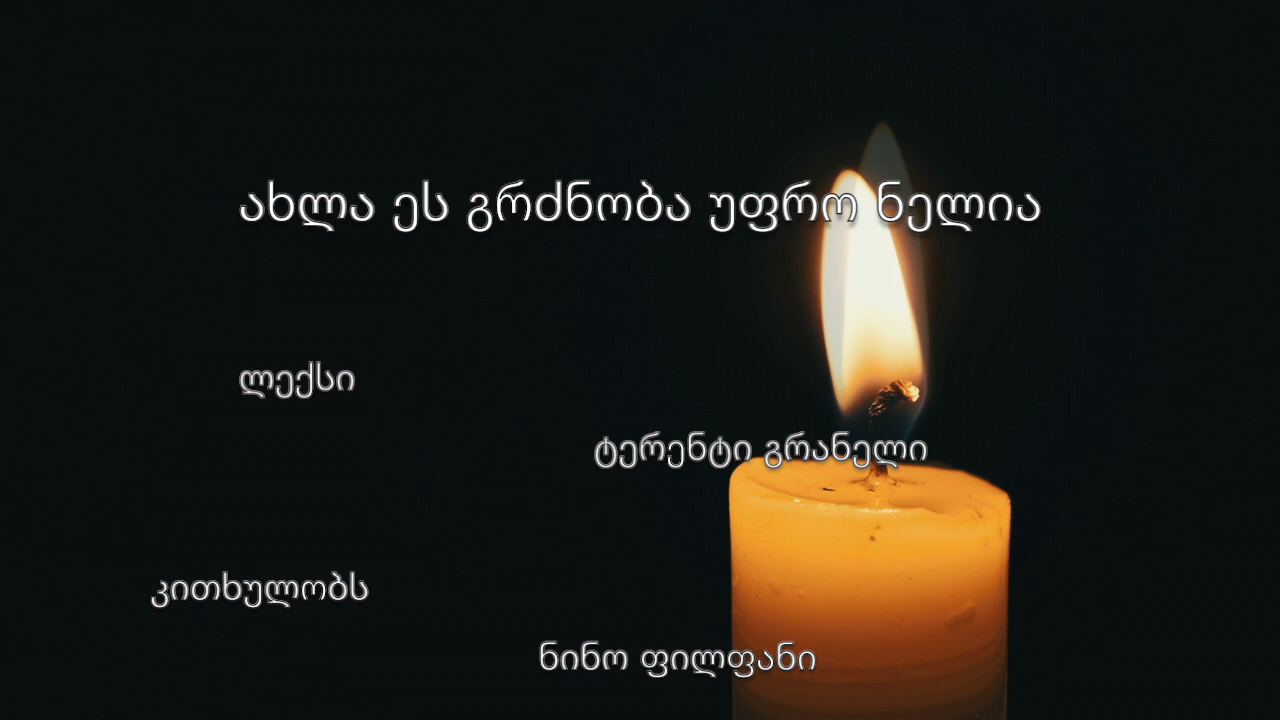 ახლა ეს გრძნობა უფრო ნელია
ლექსი
ტერენტი გრანელი
კითხულობს
ნინო ფილფანი